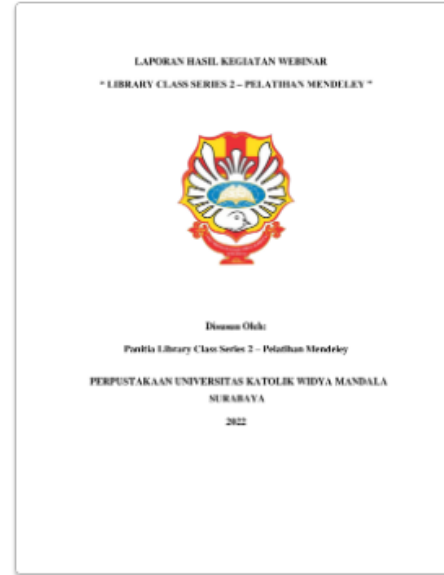 LAPORAN HASIL KEGIATAN WEBINAR
" LIBRARY CLASS SERIES 2 – PELATIHAN MENDELEY "
Disusun Oleh:
Panitia Library Class Series 2 – Pelatihan Mendeley
PERPUSTAKAAN UNIVERSITAS KATOLIK WIDYA MANDALA
SURABAYA
2022